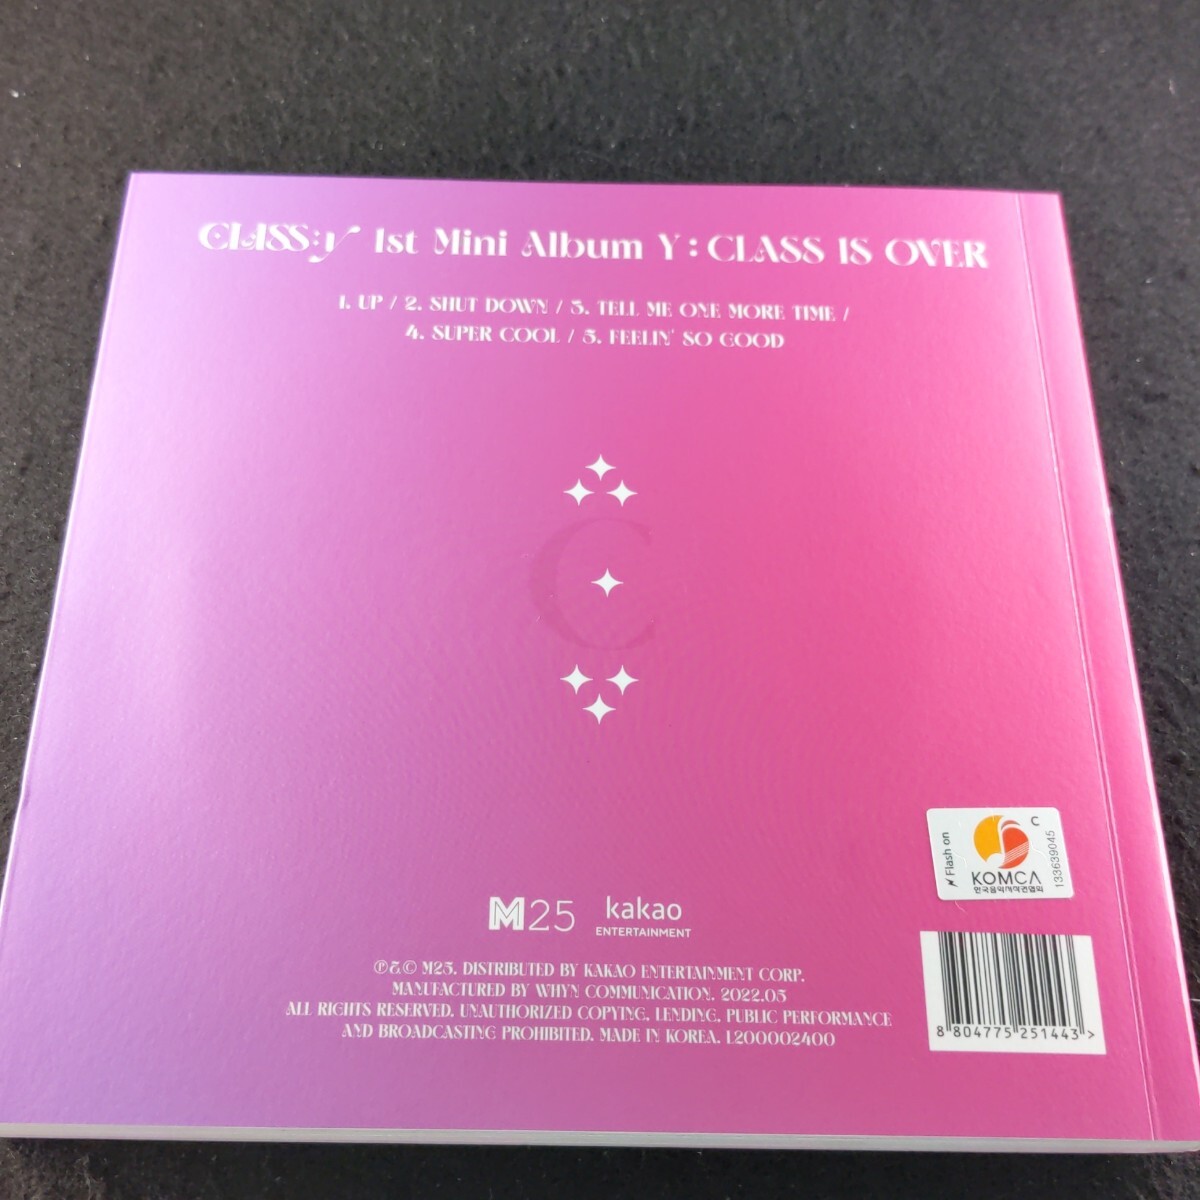 CLASS:y 1st Mini Album Y : CLASS IS OVER
1. UP / 2. SHUT DOWN / 3. TELL ME ONE MORE TIME /
4. SUPER COOL / 5. FEELIN' SO GOOD
C
Flash on
C
KOMCA
한국음악저작권협회
133639045
M25
kakao
ENTERTAINMENT
Ⓟ & © M25. DISTRIBUTED BY KAKAO ENTERTAINMENT CORP.
MANUFACTURED BY WHYN COMMUNICATION. 2022.05
ALL RIGHTS RESERVED. UNAUTHORIZED COPYING, LENDING, PUBLIC PERFORMANCE
AND BROADCASTING PROHIBITED. MADE IN KOREA. L200002400
8 804775 251443 >